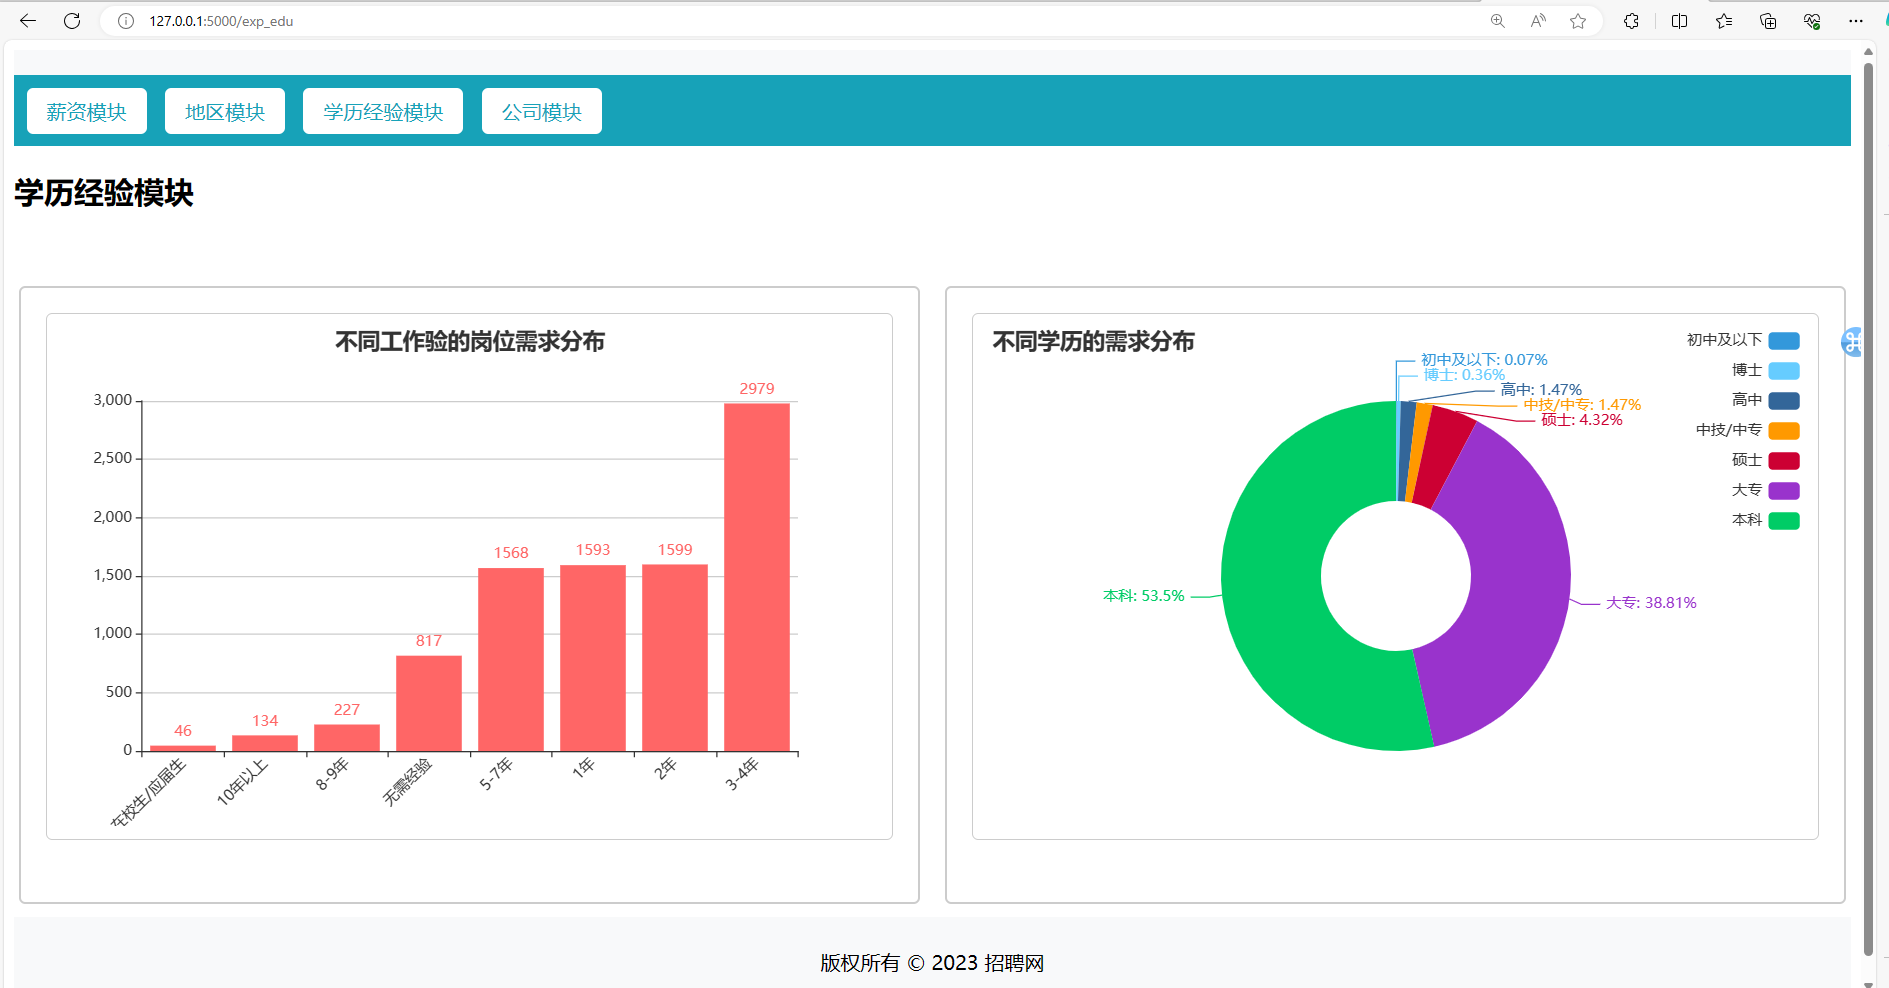 127.0.0.1:5000/exp_edu
薪资模块 地区模块 学历经验模块 公司模块
学历经验模块
不同工作验的岗位需求分布
3,000
2,500
2,000
1,500
1,000
500
0
46
134
227
817
1568
1593
1599
2979
在校生/应届生
10年以上
8-9年
无需经验
5-7年
1年
2年
3-4年
不同学历的需求分布
初中及以下: 0.07%
博士: 0.36%
高中: 1.47%
中技/中专: 1.47%
硕士: 4.32%
大专: 38.81%
本科: 53.5%
初中及以下
博士
高中
中技/中专
硕士
大专
本科
版权所有 © 2023 招聘网